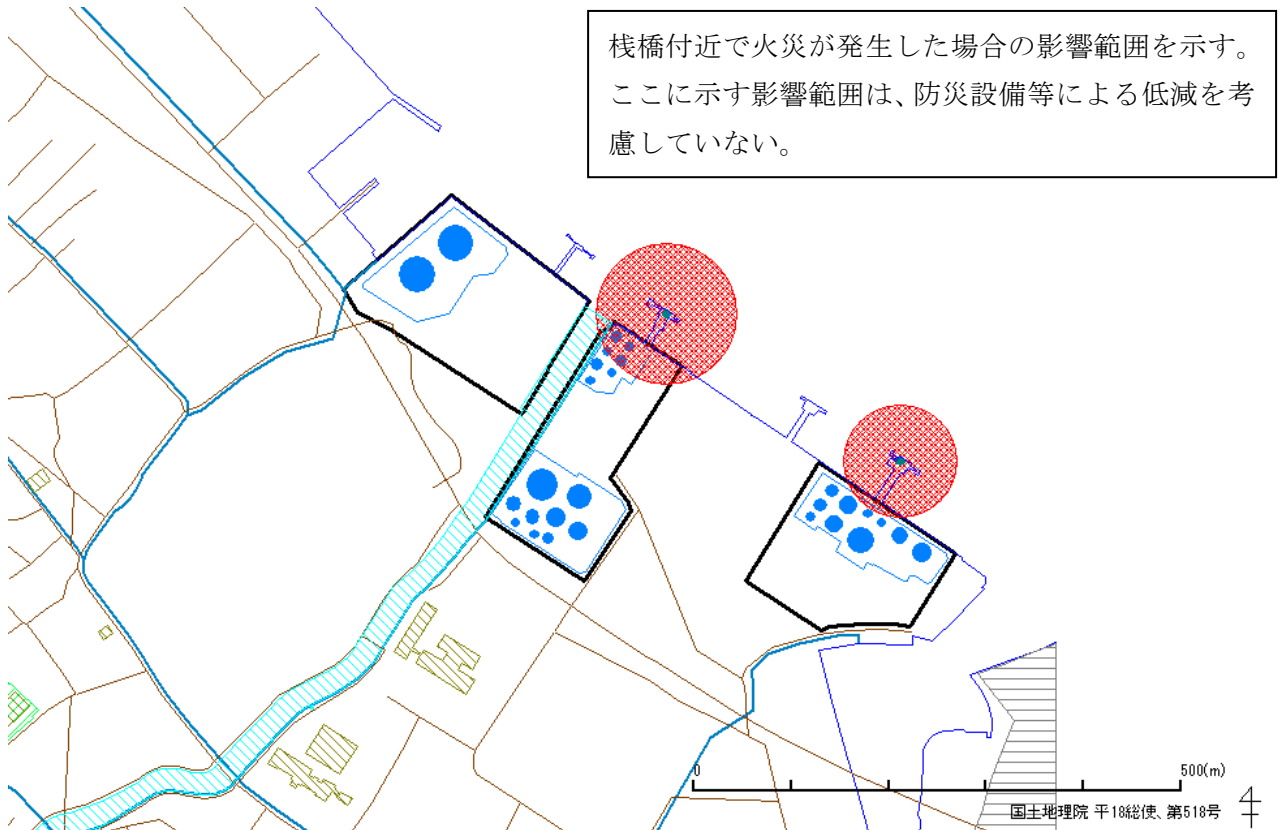 桟橋付近で火災が発生した場合の影響範囲を示す。
ここに示す影響範囲は、防災設備等による低減を考
慮していない。
0 500(m)
国土地理院 平18総使、第518号